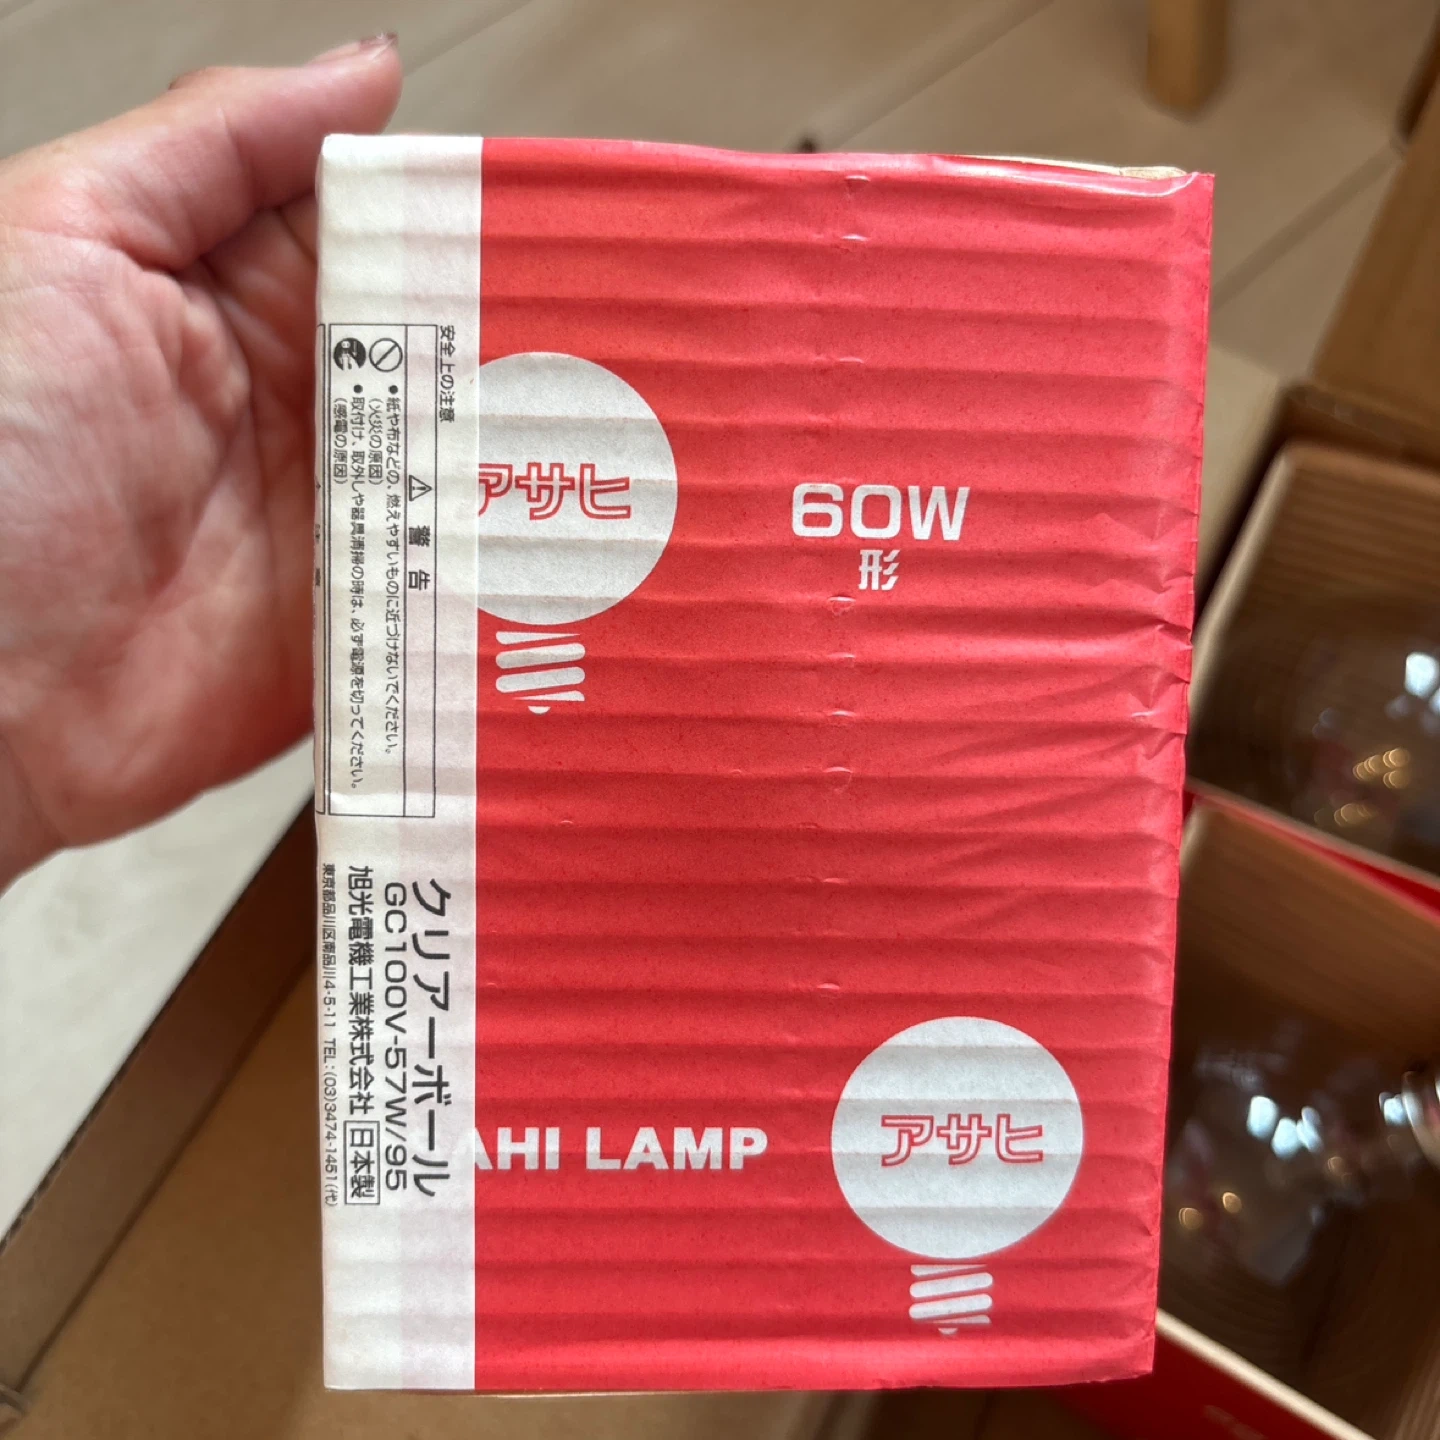 アサヒ
60W
形
AHI LAMP
アサヒ
安全上の注意
⚠ 警告
● 紙や布などの、燃えやすいものに近づけないでください。
(火災の原因)
● 取付け、取外しや器具清掃の時は、必ず電源を切ってください。
(感電の原因)
クリアーボール
GC100V-57W/95
旭光電機工業株式会社 日本製
東京都品川区南品川4-5-11 TEL:(03)3474-1451(代)